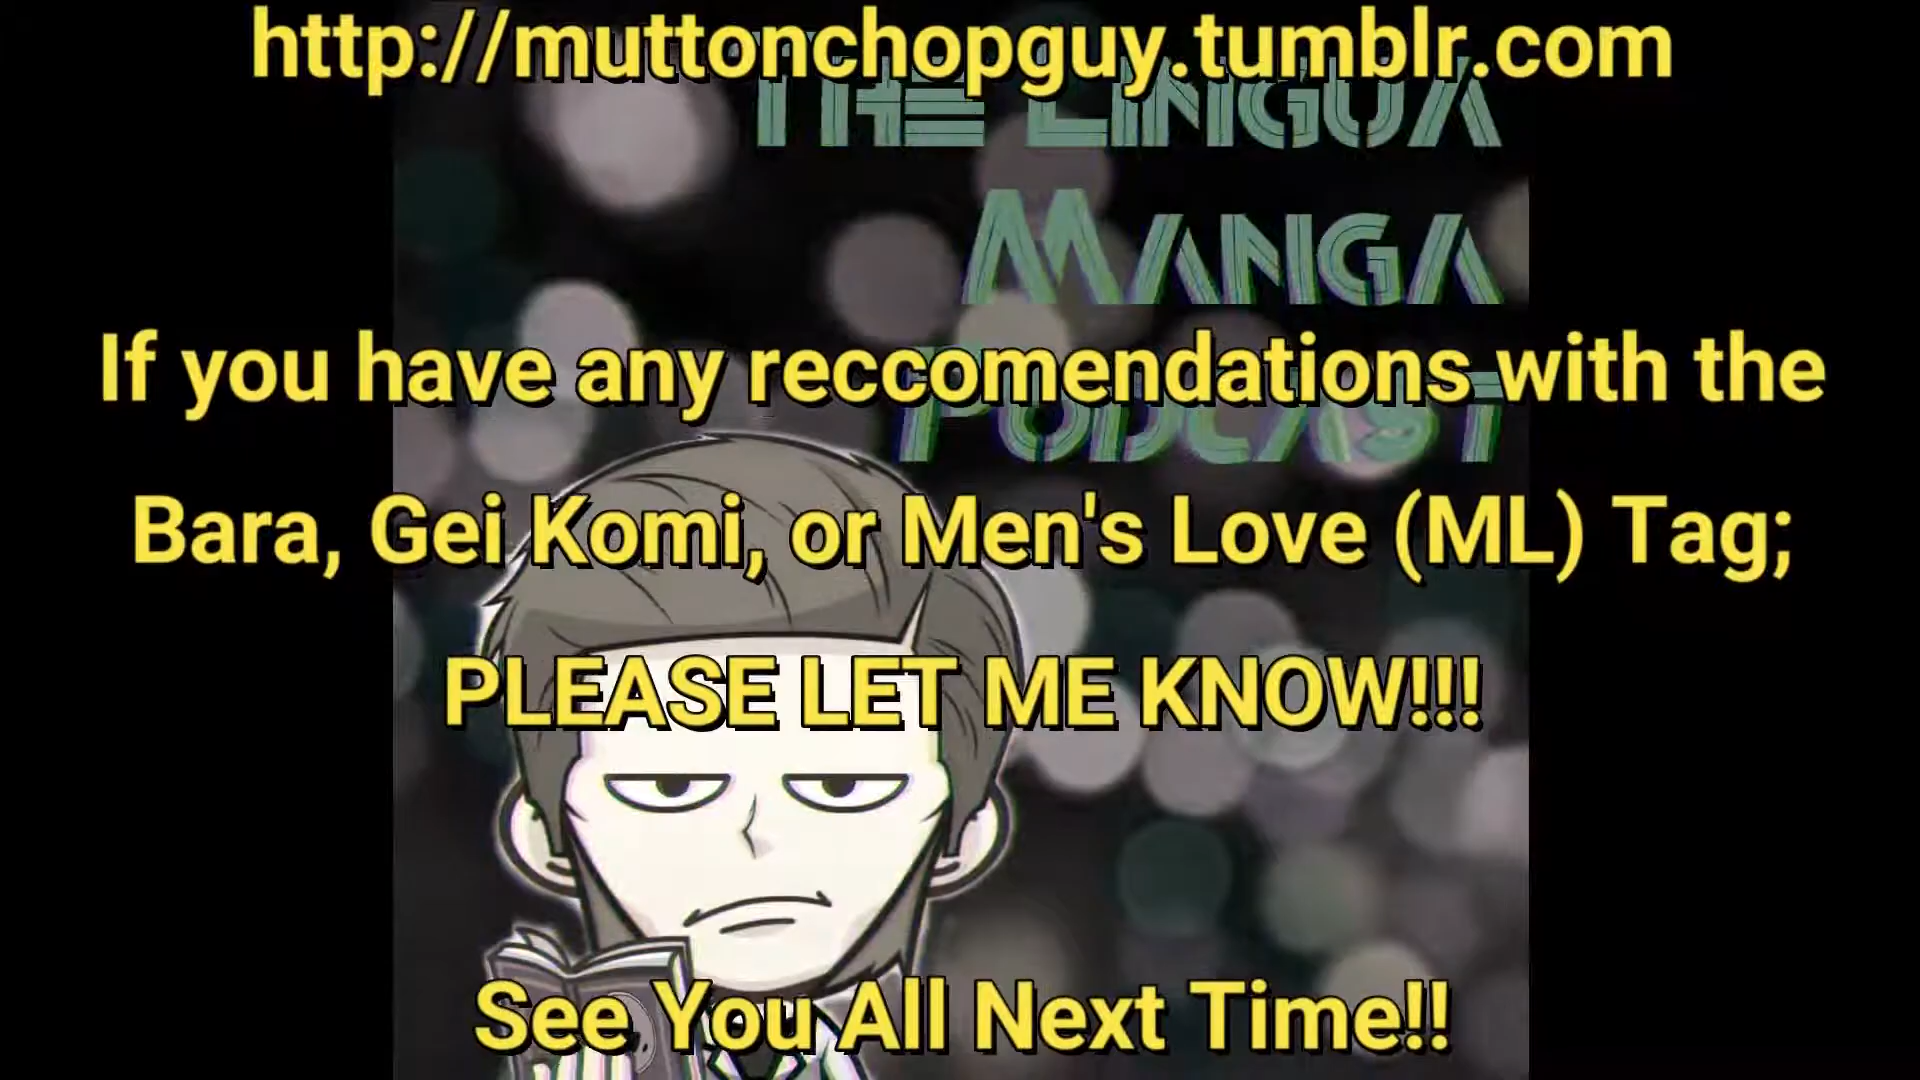 http://muttonchopguy.tumblr.com
THE LINGUA
MANGA
If you have any reccomendations with the
PODCAST
Bara, Gei Komi, or Men's Love (ML) Tag;
PLEASE LET ME KNOW!!!
See You All Next Time!!